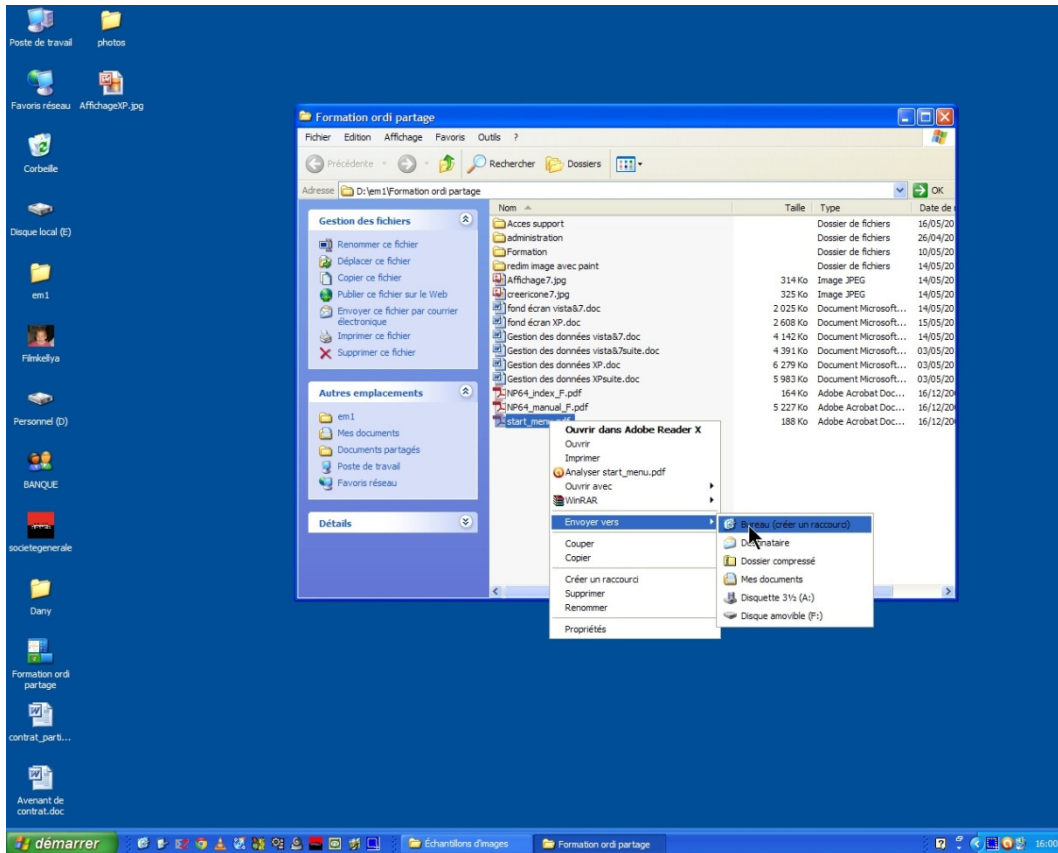 Poste de travail
photos
Favoris réseau
AffichageXP.jpg
Corbeille
Disque local (E)
em1
Filmkellya
Personnel (D)
BANQUE
societegenerale
Dany
Formation ordi
partage
contrat_parti...
Avenant de
contrat.doc
Formation ordi partage
Fichier Edition Affichage Favoris Outils ?
Précédente Rechercher Dossiers
Adresse D:\em1\Formation ordi partage OK
Gestion des fichiers
Renommer ce fichier
Déplacer ce fichier
Copier ce fichier
Publier ce fichier sur le Web
Envoyer ce fichier par courrier
électronique
Imprimer ce fichier
Supprimer ce fichier
Autres emplacements
em1
Mes documents
Documents partagés
Poste de travail
Favoris réseau
Détails
Nom Taille Type Date de
Acces support Dossier de fichiers 16/05/20
administration Dossier de fichiers 26/04/20
Formation Dossier de fichiers 10/05/20
redim image avec paint Dossier de fichiers 14/05/20
Affichage7.jpg 314 Ko Image JPEG 14/05/20
creericone7.jpg 325 Ko Image JPEG 14/05/20
fond écran vista&7.doc 2 025 Ko Document Microsoft... 14/05/20
fond écran XP.doc 2 608 Ko Document Microsoft... 15/05/20
Gestion des données vista&7.doc 4 142 Ko Document Microsoft... 14/05/20
Gestion des données vista&7suite.doc 4 391 Ko Document Microsoft... 03/05/20
Gestion des données XP.doc 6 279 Ko Document Microsoft... 03/05/20
Gestion des données XPsuite.doc 5 983 Ko Document Microsoft... 03/05/20
NP64_index_F.pdf 164 Ko Adobe Acrobat Doc... 16/12/20
NP64_manual_F.pdf 5 227 Ko Adobe Acrobat Doc... 16/12/20
start_menu.pdf 188 Ko Adobe Acrobat Doc... 16/12/20
Ouvrir dans Adobe Reader X
Ouvrir
Imprimer
Analyser start_menu.pdf
Ouvrir avec
WinRAR
Envoyer vers
Couper
Copier
Créer un raccourci
Supprimer
Renommer
Propriétés
Bureau (créer un raccourci)
Destinataire
Dossier compressé
Mes documents
Disquette 3½ (A:)
Disque amovible (F:)
démarrer
Échantillons d'images
Formation ordi partage
16:00